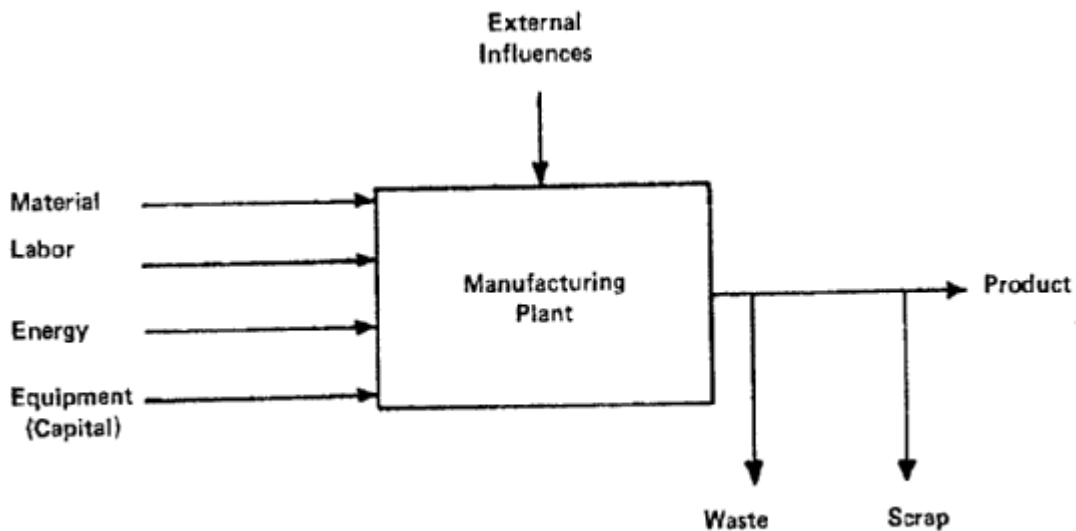 External
Influences
Material
Labor
Energy
Equipment
(Capital)
Manufacturing
Plant
Product
Waste
Scrap